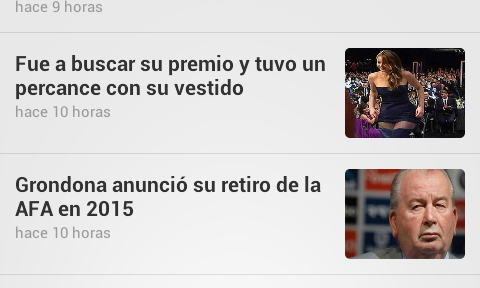 hace 9 horas
Fue a buscar su premio y tuvo un
percance con su vestido
hace 10 horas
Grondona anunció su retiro de la
AFA en 2015
hace 10 horas